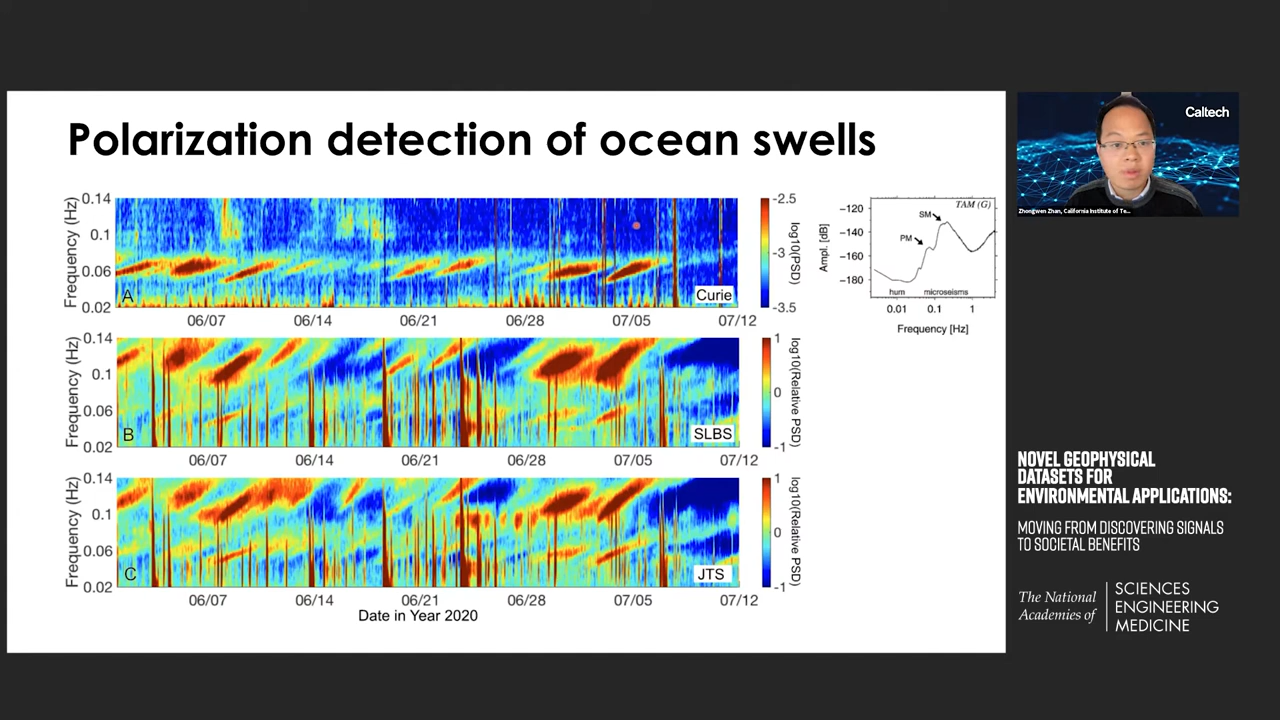 Polarization detection of ocean swells
Frequency (Hz)
0.14
0.1
0.06
0.02
A
Curie
06/07
06/14
06/21
06/28
07/05
07/12
-2.5
-3
-3.5
log10(PSD)
Frequency (Hz)
0.14
0.1
0.06
0.02
B
SLBS
06/07
06/14
06/21
06/28
07/05
07/12
1
0
-1
log10(Relative PSD)
Frequency (Hz)
0.14
0.1
0.06
0.02
C
JTS
06/07
06/14
06/21
06/28
07/05
07/12
Date in Year 2020
1
0
-1
log10(Relative PSD)
TAM (G)
SM
PM
Ampl. [dB]
-120
-140
-160
-180
hum
microseisms
0.01
0.1
1
Frequency [Hz]
Caltech
Zhongwen Zhan, California Institute of Te...
NOVEL GEOPHYSICAL
DATASETS FOR
ENVIRONMENTAL APPLICATIONS:
MOVING FROM DISCOVERING SIGNALS
TO SOCIETAL BENEFITS
The National
Academies of
SCIENCES
ENGINEERING
MEDICINE